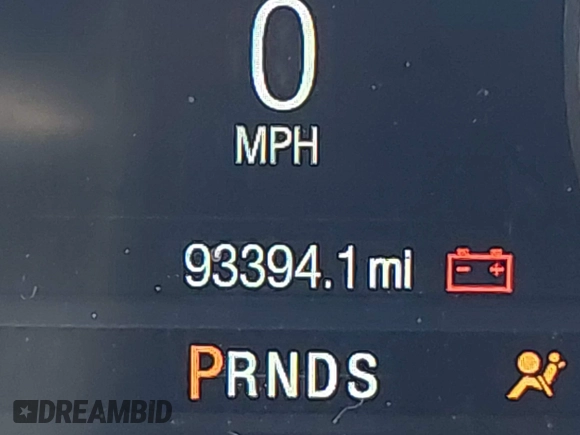 0
MPH
93394.1 mi
PRNDS
DREAMBID